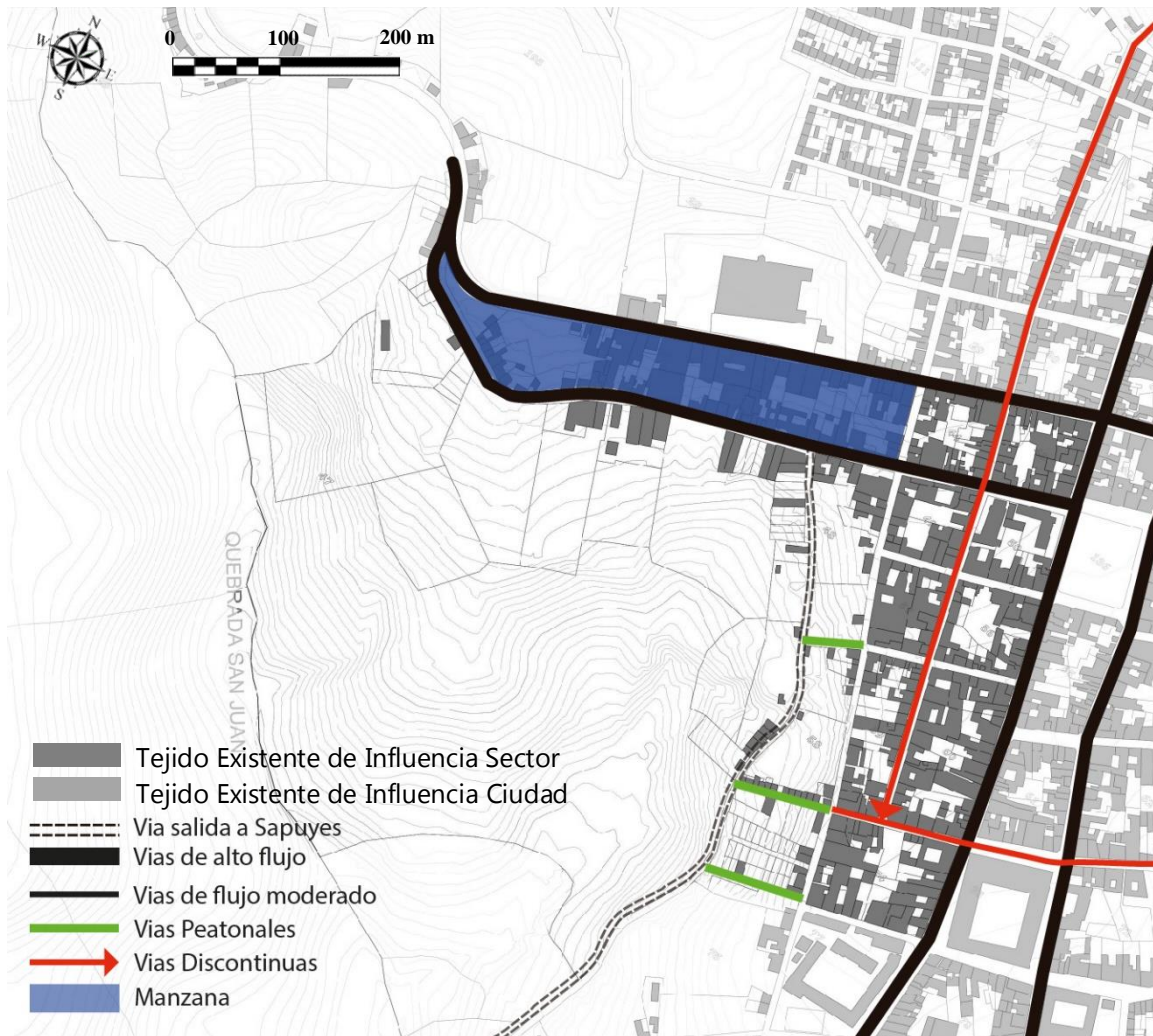 N
W
E
S
0 100 200 m
QUEBRADA SAN JUAN
Tejido Existente de Influencia Sector
Tejido Existente de Influencia Ciudad
Via salida a Sapuyes
Vias de alto flujo
Vias de flujo moderado
Vias Peatonales
Vias Discontinuas
Manzana